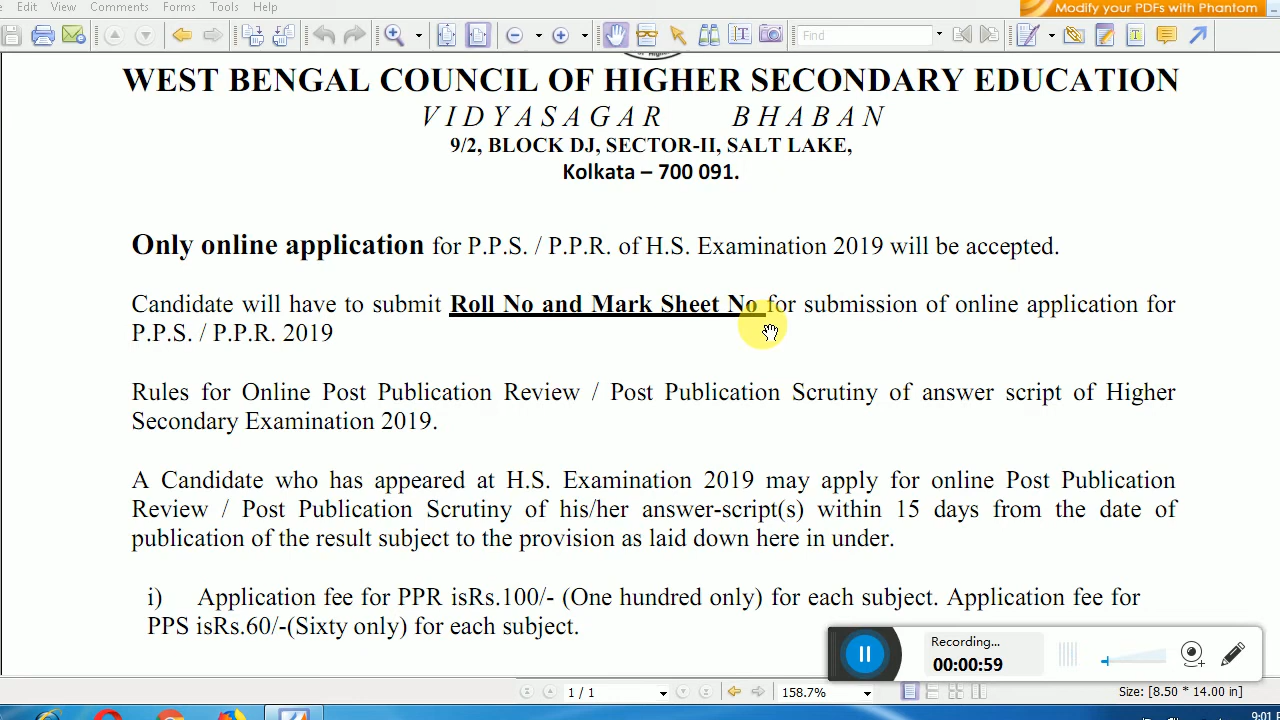 Edit View Comments Forms Tools Help
Modify your PDFs with Phantom
Find
WEST BENGAL COUNCIL OF HIGHER SECONDARY EDUCATION
VIDYASAGAR BHABAN
9/2, BLOCK DJ, SECTOR-II, SALT LAKE,
Kolkata – 700 091.
Only online application for P.P.S. / P.P.R. of H.S. Examination 2019 will be accepted.
Candidate will have to submit Roll No and Mark Sheet No for submission of online application for
P.P.S. / P.P.R. 2019
Rules for Online Post Publication Review / Post Publication Scrutiny of answer script of Higher
Secondary Examination 2019.
A Candidate who has appeared at H.S. Examination 2019 may apply for online Post Publication
Review / Post Publication Scrutiny of his/her answer-script(s) within 15 days from the date of
publication of the result subject to the provision as laid down here in under.
i) Application fee for PPR isRs.100/- (One hundred only) for each subject. Application fee for
PPS isRs.60/-(Sixty only) for each subject.
Recording...
00:00:59
1 / 1
158.7%
Size: [8.50 * 14.00 in]
9:01 P